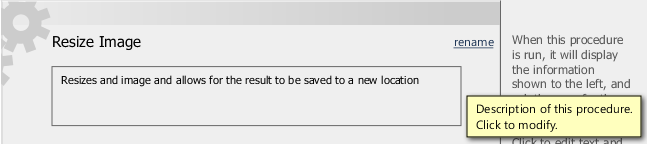 Resize Image
rename
Resizes and image and allows for the result to be saved to a new location
When this procedure
is run, it will display
the information
shown to the left, and
Description of this procedure.
Click to modify.
Click to edit text and